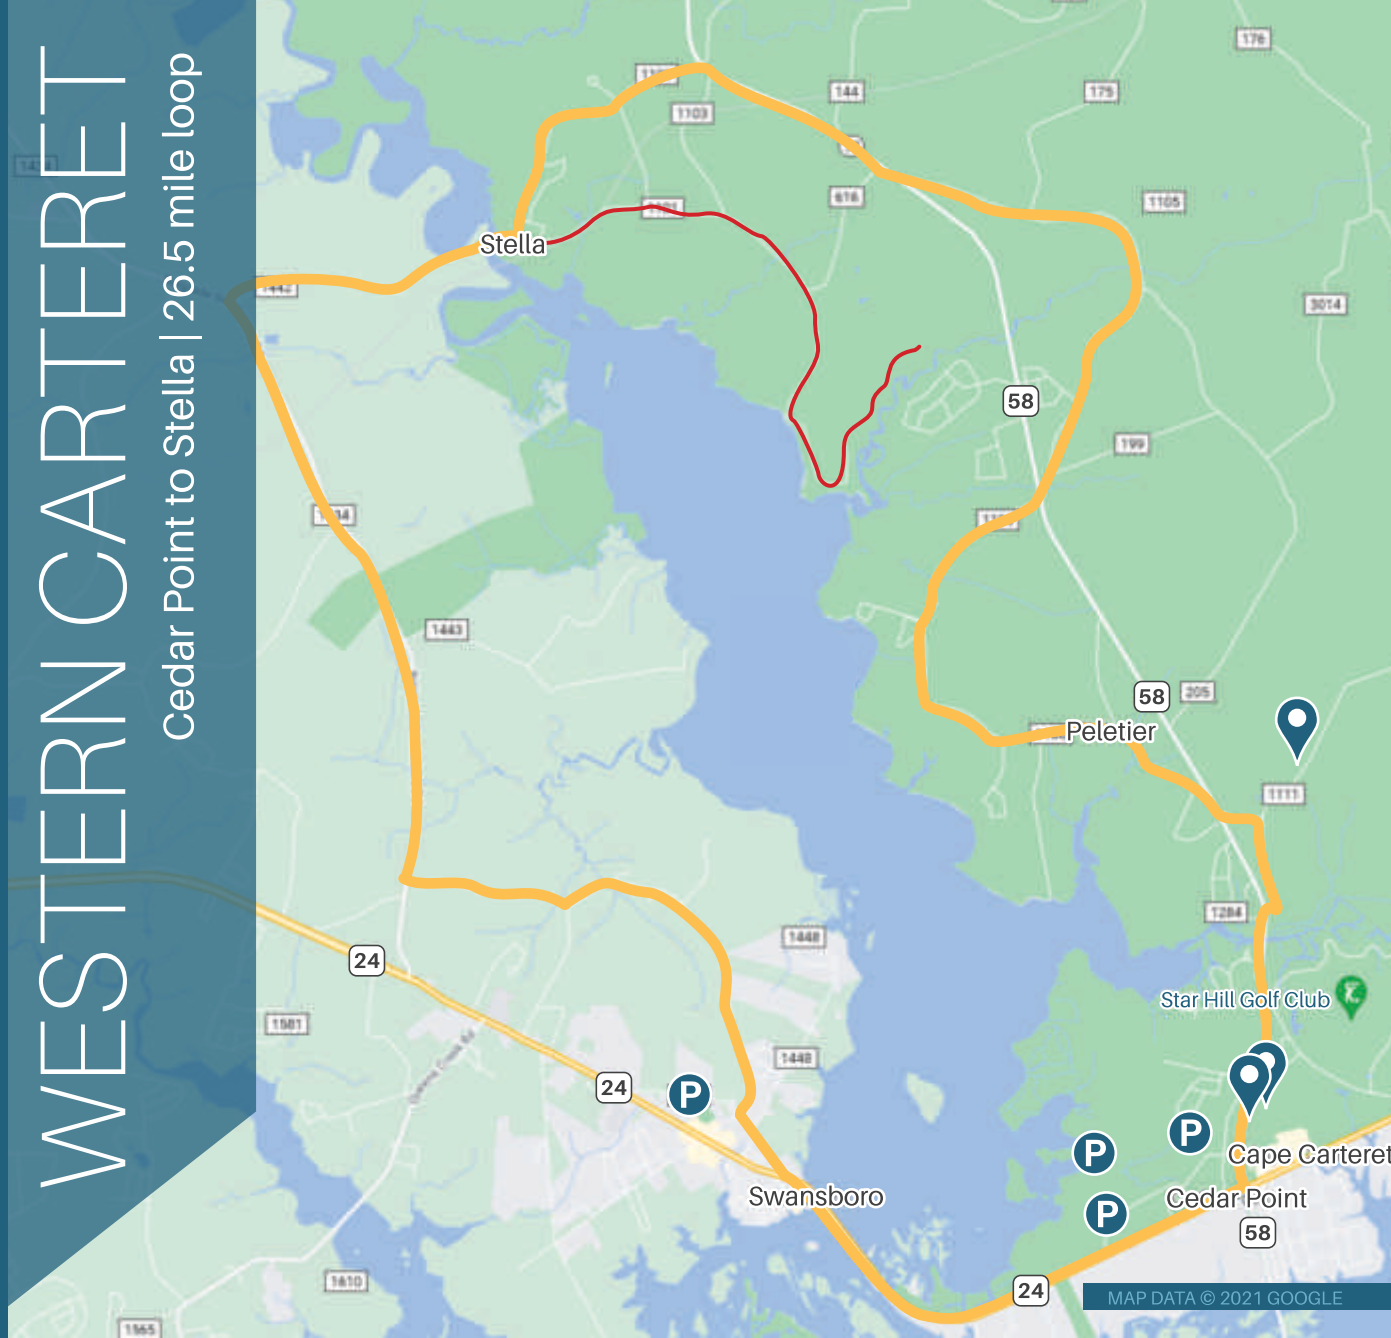 WESTERN CARTERET
Cedar Point to Stella | 26.5 mile loop
176
144
175
1103
616
1105
Stella
3014
58
199
1443
58
205
Peletier
1111
1284
1448
24
Star Hill Golf Club
1581
1448
24
P
P
P
Cape Carteret
Swansboro
Cedar Point
P
58
1610
24
MAP DATA © 2021 GOOGLE
1565